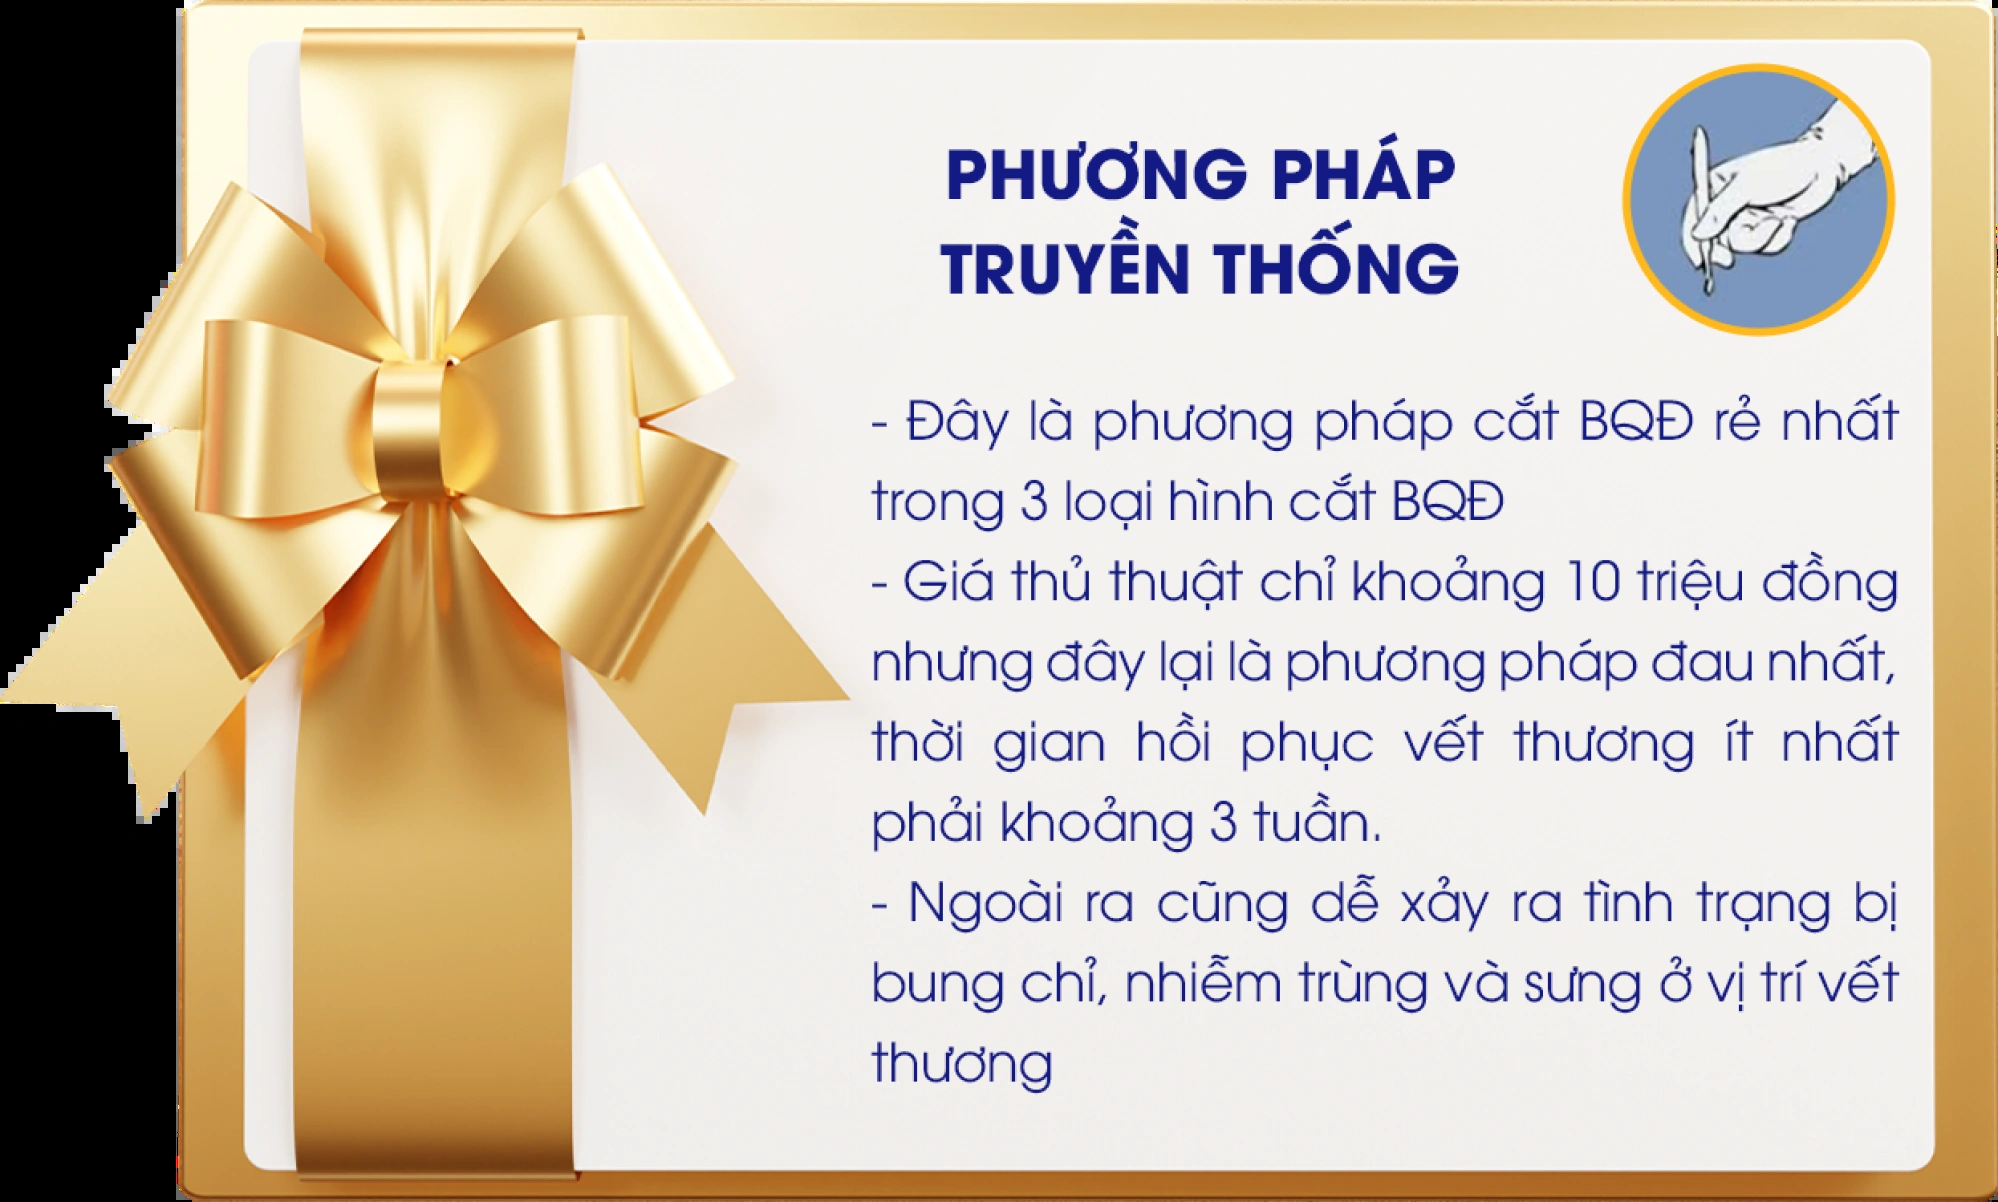 PHƯƠNG PHÁP
TRUYỀN THỐNG
- Đây là phương pháp cắt BQĐ rẻ nhất
trong 3 loại hình cắt BQĐ
- Giá thủ thuật chỉ khoảng 10 triệu đồng
nhưng đây lại là phương pháp đau nhất,
thời gian hồi phục vết thương ít nhất
phải khoảng 3 tuần.
- Ngoài ra cũng dễ xảy ra tình trạng bị
bung chỉ, nhiễm trùng và sưng ở vị trí vết
thương